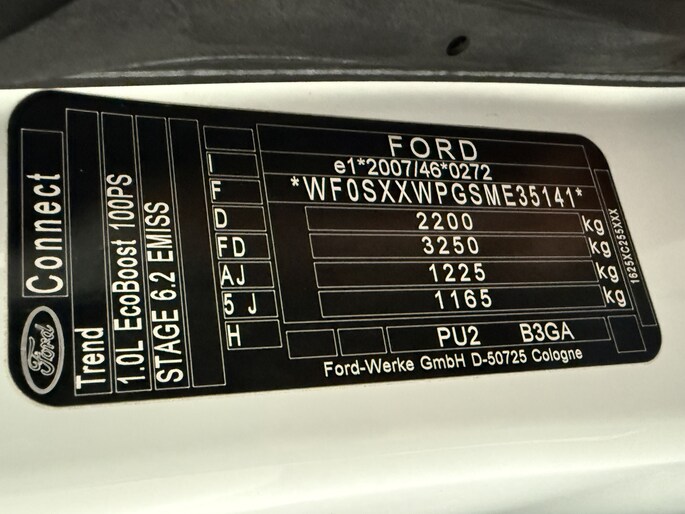 Connect
Ford
Trend
1.0L EcoBoost 100PS
STAGE 6.2 EMISS
I
F
D
FD
AJ
5 J
H
FORD
e1*2007/46*0272
*WF0SXXWPGSME35141*
2200 kg
3250 kg
1225 kg
1165 kg
PU2 B3GA
Ford-Werke GmbH D-50725 Cologne
1625XC255XXX